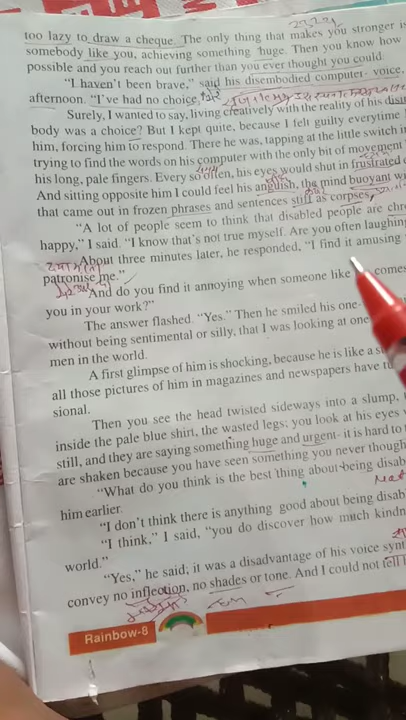 too lazy to draw a cheque. The only thing that makes you stronger is
somebody like you, achieving something huge. Then you know how
possible and you reach out further than you ever thought you could.
"I haven't been brave," said his disembodied computer- voice,
afternoon. "I've had no choice."
Surely, I wanted to say, living creatively with the reality of his
body was a choice? But I kept quite, because I felt guilty everytime I
him, forcing him to respond. There he was, tapping at the little switch in
trying to find the words on his computer with the only bit of movement
his long, pale fingers. Every so often, his eyes would shut in frustrated
And sitting opposite him I could feel his anguish, the mind buoyant
that came out in frozen phrases and sentences stiff as corpses,
"A lot of people seem to think that disabled people are
happy," I said. "I know that's not true myself. Are you often laughing
About three minutes later, he responded, "I find it amusing
patronise me."
"And do you find it annoying when someone like comes
you in your work?"
The answer flashed. "Yes." Then he smiled his one-
without being sentimental or silly, that I was looking at one
men in the world.
A first glimpse of him is shocking, because he is like a
all those pictures of him in magazines and newspapers have
sional.
Then you see the head twisted sideways into a slump,
inside the pale blue shirt, the wasted legs; you look at his eyes
still, and they are saying something huge and urgent- it is hard to
are shaken because you have seen something you never though
"What do you think is the best thing about being disab
him earlier.
"I don't think there is anything good about being disab
"I think," I said, "you do discover how much kindn
world."
"Yes," he said; it was a disadvantage of his voice synt
convey no inflection, no shades or tone. And I could not tell
Rainbow-8